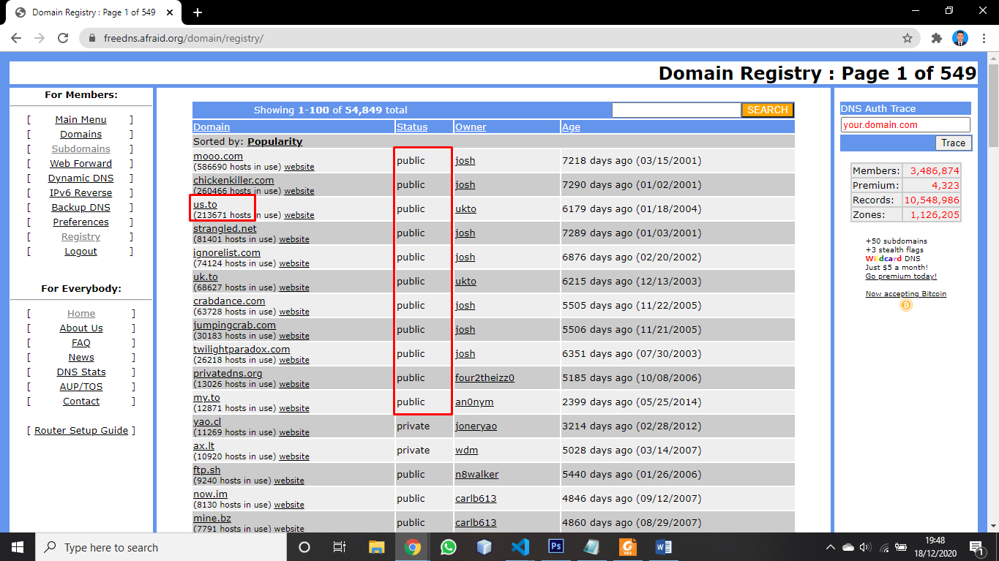 Domain Registry : Page 1 of 549
freedns.afraid.org/domain/registry/
Domain Registry : Page 1 of 549
For Members:
[ Main Menu ]
[ Domains ]
[ Subdomains ]
[ Web Forward ]
[ Dynamic DNS ]
[ IPv6 Reverse ]
[ Backup DNS ]
[ Preferences ]
[ Registry ]
[ Logout ]
For Everybody:
[ Home ]
[ About Us ]
[ FAQ ]
[ News ]
[ DNS Stats ]
[ AUP/TOS ]
[ Contact ]
[ Router Setup Guide ]
Showing 1-100 of 54,849 total SEARCH
Domain Status Owner Age
Sorted by: Popularity
mooo.com
(586690 hosts in use) website public josh 7218 days ago (03/15/2001)
chickenkiller.com
(260466 hosts in use) website public josh 7290 days ago (01/02/2001)
us.to
(213671 hosts in use) website public ukto 6179 days ago (01/18/2004)
strangled.net
(81401 hosts in use) website public josh 7289 days ago (01/03/2001)
ignorelist.com
(74124 hosts in use) website public josh 6876 days ago (02/20/2002)
uk.to
(68627 hosts in use) website public ukto 6215 days ago (12/13/2003)
crabdance.com
(63728 hosts in use) website public josh 5505 days ago (11/22/2005)
jumpingcrab.com
(30183 hosts in use) website public josh 5506 days ago (11/21/2005)
twilightparadox.com
(26218 hosts in use) website public josh 6351 days ago (07/30/2003)
privatedns.org
(13026 hosts in use) website public four2theizz0 5185 days ago (10/08/2006)
my.to
(12871 hosts in use) website public an0nym 2399 days ago (05/25/2014)
yao.cl
(11269 hosts in use) website private joneryao 3214 days ago (02/28/2012)
ax.lt
(10920 hosts in use) website private wdm 5028 days ago (03/14/2007)
ftp.sh
(9240 hosts in use) website public n8walker 5440 days ago (01/26/2006)
now.im
(8130 hosts in use) website public carlb613 4846 days ago (09/12/2007)
mine.bz
(7791 hosts in use) website public carlb613 4860 days ago (08/29/2007)
DNS Auth Trace
your.domain.com
Trace
Members: 3,486,874
Premium: 4,323
Records: 10,548,986
Zones: 1,126,205
+50 subdomains
+3 stealth flags
Wildcard DNS
Just $5 a month!
Go premium today!
Now accepting Bitcoin
Type here to search
Ps
PDF
W
19:48
18/12/2020
1